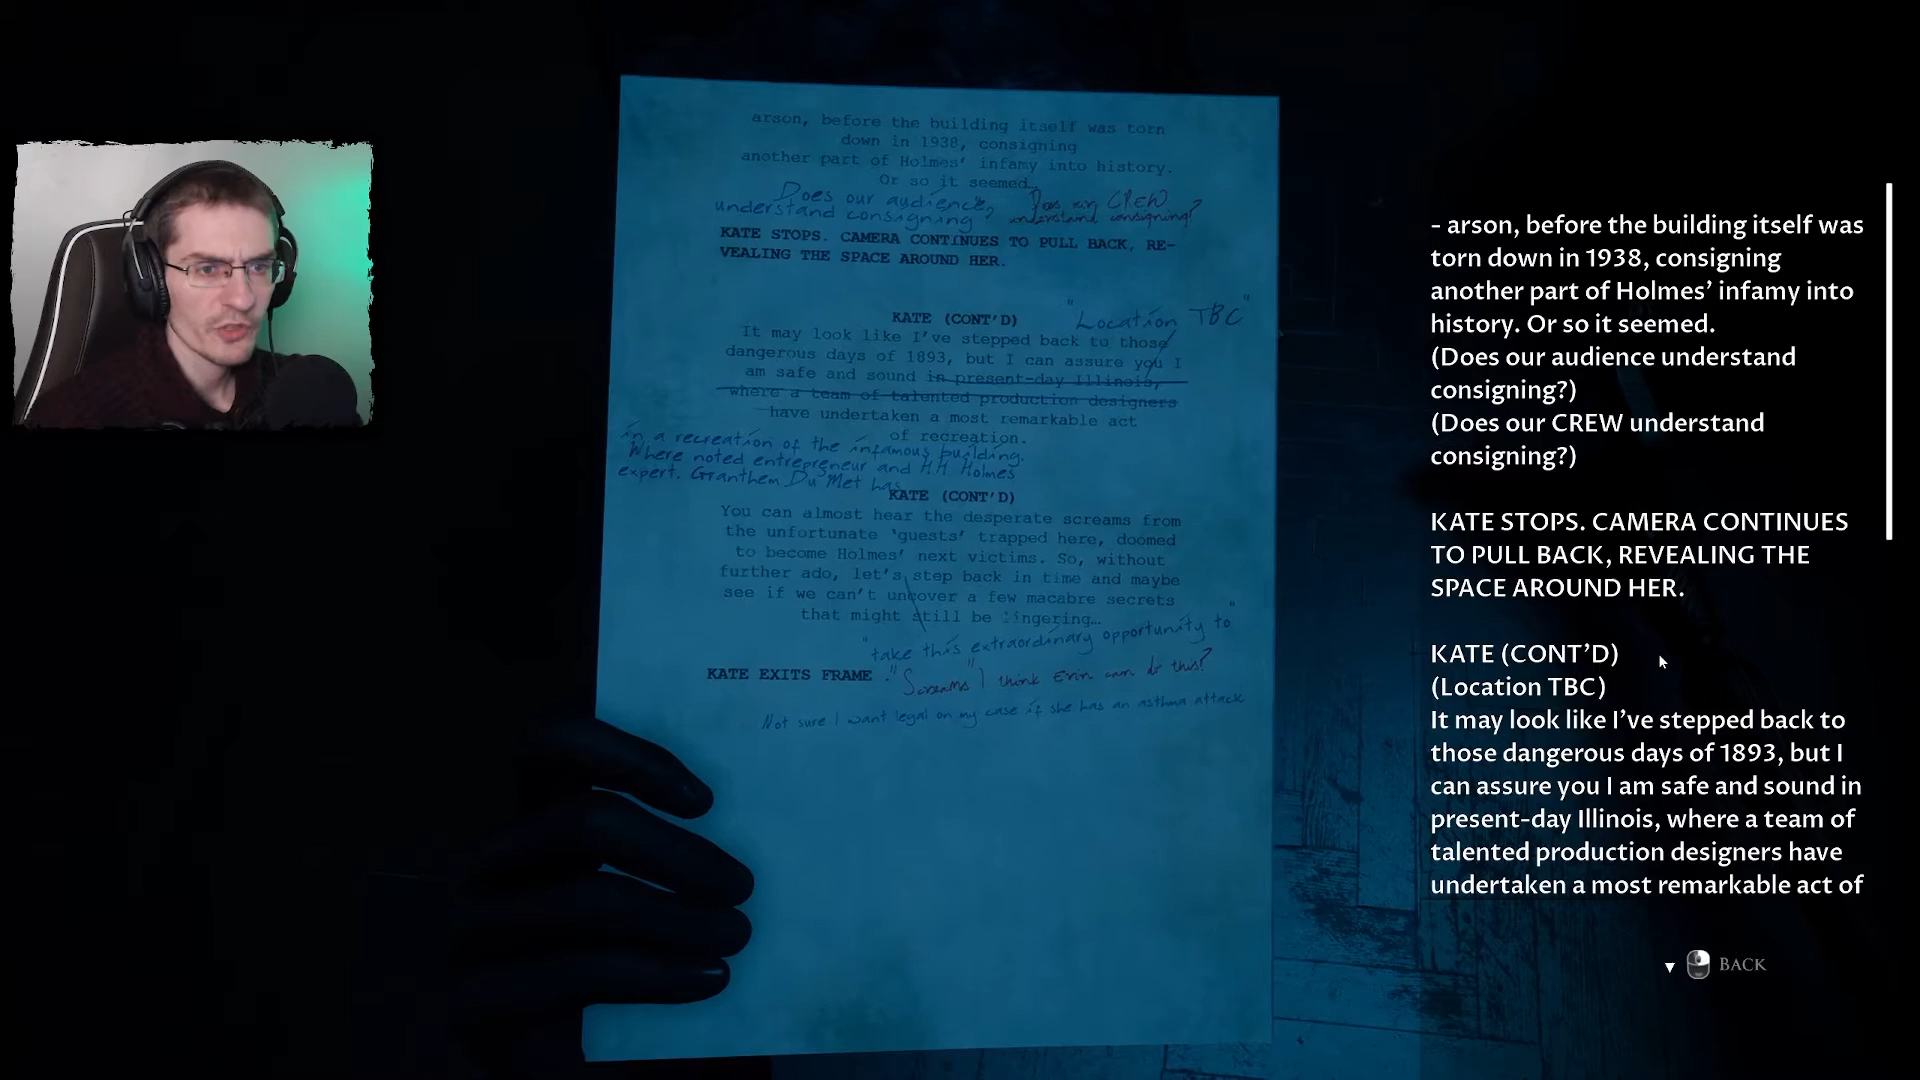 arson, before the building itself was torn
down in 1938, consigning
another part of Holmes' infamy into history.
Or so it seemed…
Does our audience
understand consigning?
Does our CREW
understand consigning?
KATE STOPS. CAMERA CONTINUES TO PULL BACK, RE-
VEALING THE SPACE AROUND HER.
KATE (CONT'D)
"Location TBC"
It may look like I've stepped back to those
dangerous days of 1893, but I can assure you I
am safe and sound in present-day Illinois,
where a team of talented production designers
have undertaken a most remarkable act
of recreation.
in a recreation of the infamous building.
Where noted entrepreneur and HH Holmes
expert. Granthem Du'Met has
KATE (CONT'D)
You can almost hear the desperate screams from
the unfortunate 'guests' trapped here, doomed
to become Holmes' next victims. So, without
further ado, let's step back in time and maybe
see if we can't uncover a few macabre secrets
that might still be lingering…
"take this extraordinary opportunity to"
KATE EXITS FRAME.
"Screams" I think Erin can do this?
Not sure I want legal on my case if she has an asthma attack
- arson, before the building itself was
torn down in 1938, consigning
another part of Holmes' infamy into
history. Or so it seemed.
(Does our audience understand
consigning?)
(Does our CREW understand
consigning?)
KATE STOPS. CAMERA CONTINUES
TO PULL BACK, REVEALING THE
SPACE AROUND HER.
KATE (CONT'D)
(Location TBC)
It may look like I've stepped back to
those dangerous days of 1893, but I
can assure you I am safe and sound in
present-day Illinois, where a team of
talented production designers have
undertaken a most remarkable act of
BACK